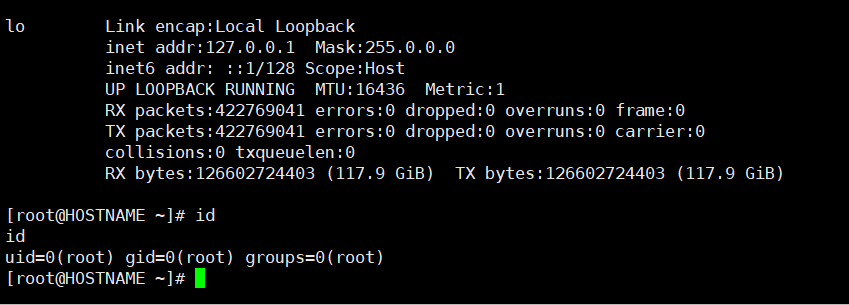 lo Link encap:Local Loopback
inet addr:127.0.0.1 Mask:255.0.0.0
inet6 addr: ::1/128 Scope:Host
UP LOOPBACK RUNNING MTU:16436 Metric:1
RX packets:422769041 errors:0 dropped:0 overruns:0 frame:0
TX packets:422769041 errors:0 dropped:0 overruns:0 carrier:0
collisions:0 txqueuelen:0
RX bytes:126602724403 (117.9 GiB) TX bytes:126602724403 (117.9 GiB)
[root@HOSTNAME ~]# id
id
uid=0(root) gid=0(root) groups=0(root)
[root@HOSTNAME ~]#